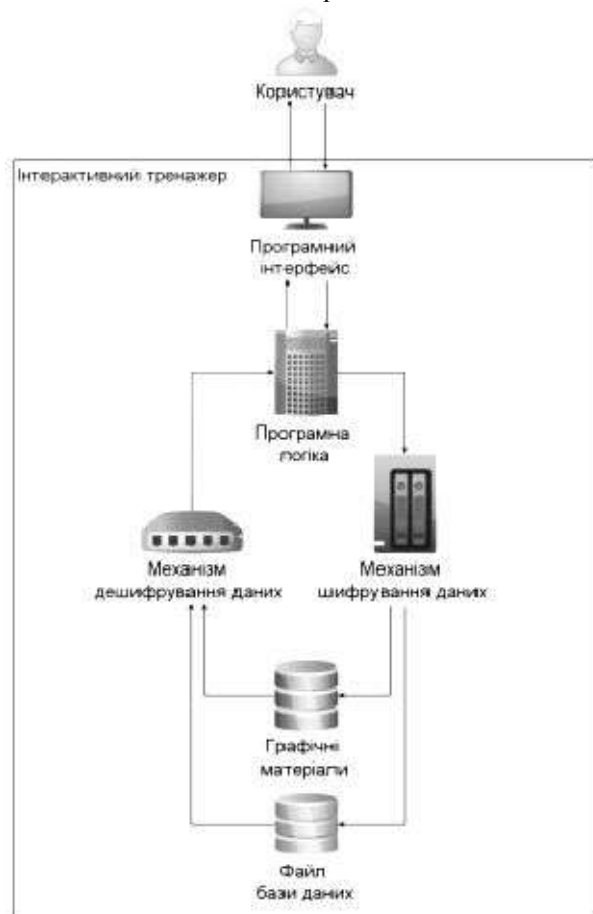 Користувач
Інтерактивний тренажер
Програмний
інтерфейс
Програмна
логіка
Механізм
дешифрування даних
Механізм
шифрування даних
Графічні
матеріали
Файл
бази даних